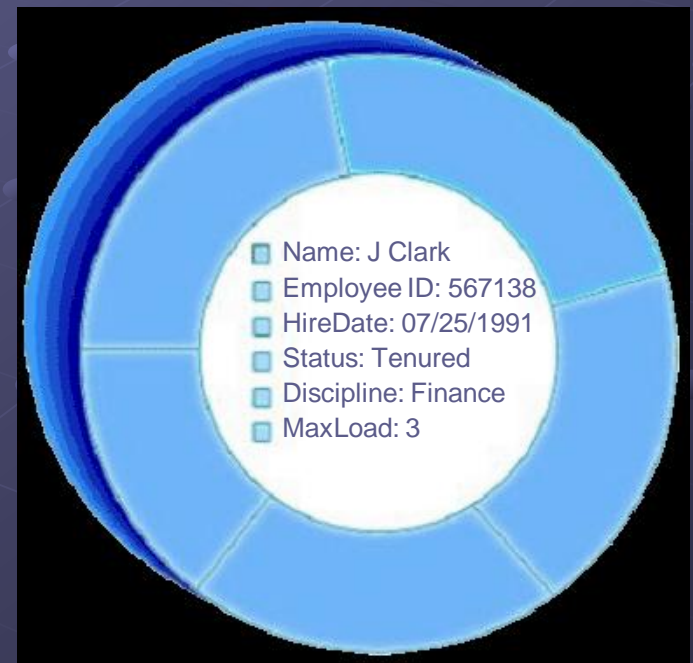 Name: J Clark
Employee ID: 567138
HireDate: 07/25/1991
Status: Tenured
Discipline: Finance
MaxLoad: 3